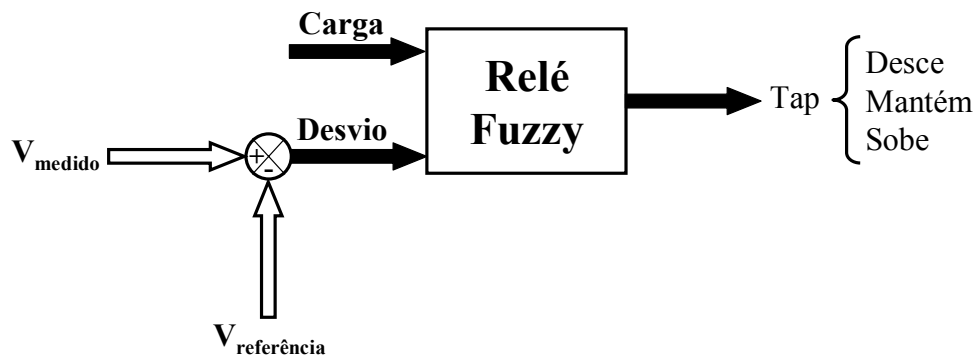 Carga
Relé
Fuzzy
Desvio
V medido
+
-
V referência
Tap
Desce
Mantém
Sobe